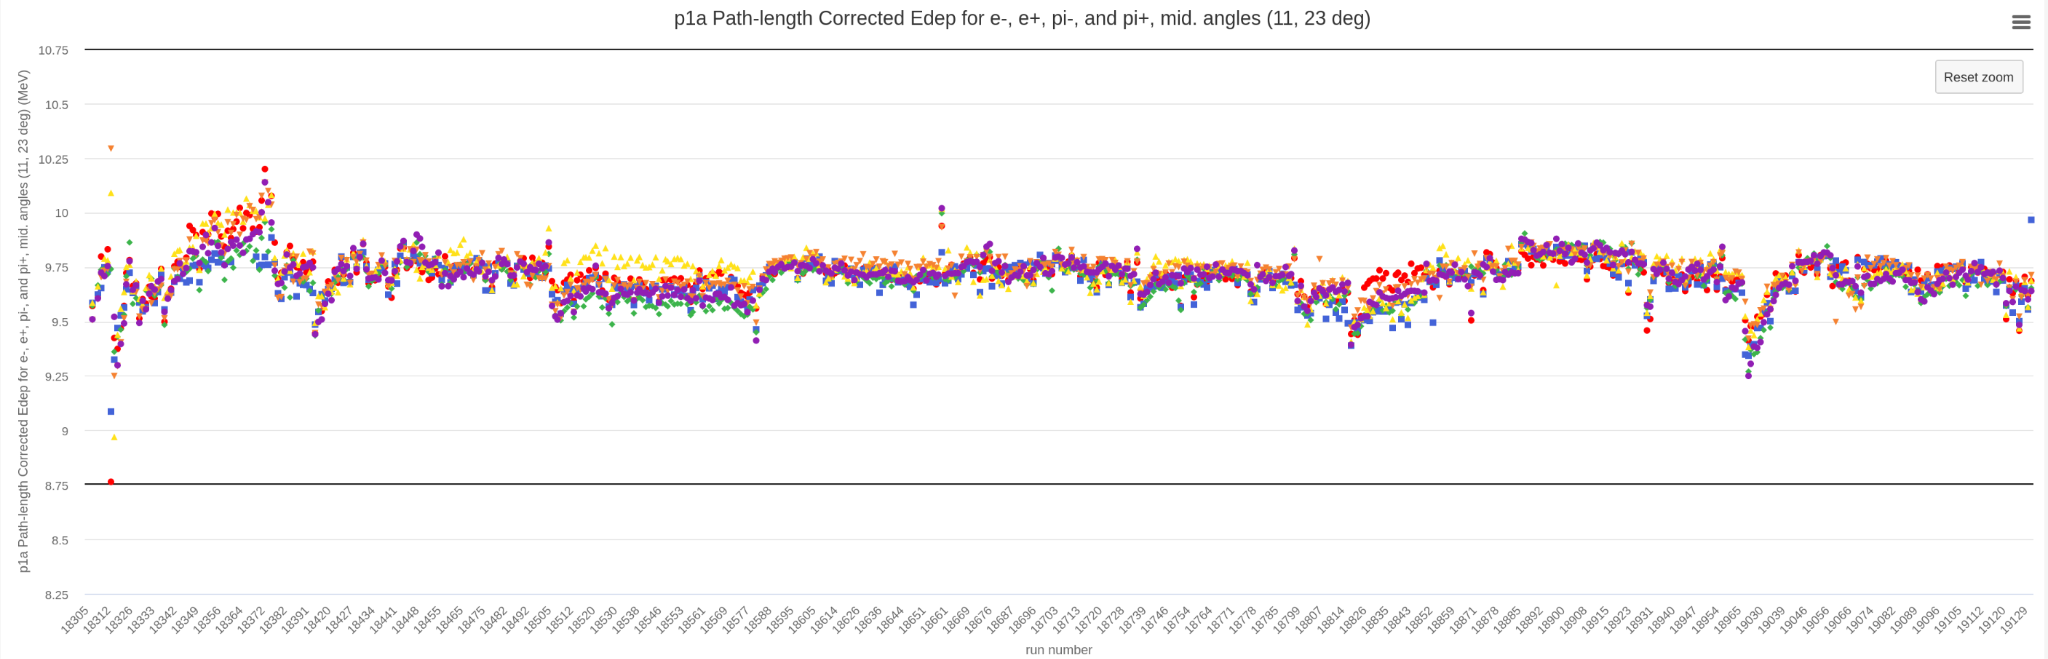 p1a Path-length Corrected Edep for e-, e+, pi-, and pi+, mid. angles (11, 23 deg)
Reset zoom
p1a Path-length Corrected Edep for e-, e+, pi-, and pi+, mid. angles (11, 23 deg) (MeV)
10.75
10.5
10.25
10
9.75
9.5
9.25
9
8.75
8.5
8.25
18305 18312 18326 18333 18342 18349 18356 18364 18372 18382 18391 18420 18427 18434 18441 18448 18455 18465 18475 18482 18492 18505 18512 18520 18530 18538 18546 18553 18561 18569 18577 18588 18595 18605 18614 18626 18636 18644 18651 18661 18669 18676 18687 18696 18703 18713 18720 18728 18739 18746 18754 18764 18771 18778 18785 18799 18807 18814 18826 18835 18843 18852 18859 18871 18878 18885 18892 18900 18908 18915 18923 18931 18940 18947 18954 18965 19030 19039 19046 19056 19066 19074 19082 19089 19096 19105 19112 19120 19129
run number